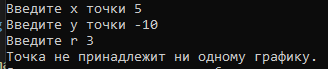 Введите x точки 5
Введите y точки -10
Введите r 3
Точка не принадлежит ни одному графику.